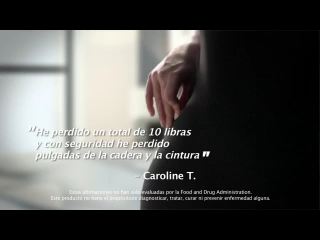 "He perdido un total de 10 libras
y con seguridad he perdido
pulgadas de la cadera y la cintura"
- Caroline T.
Estas afirmaciones no han sido evaluadas por la Food and Drug Administration.
Este producto no tiene el propósito de diagnosticar, tratar, curar ni prevenir enfermedad alguna.